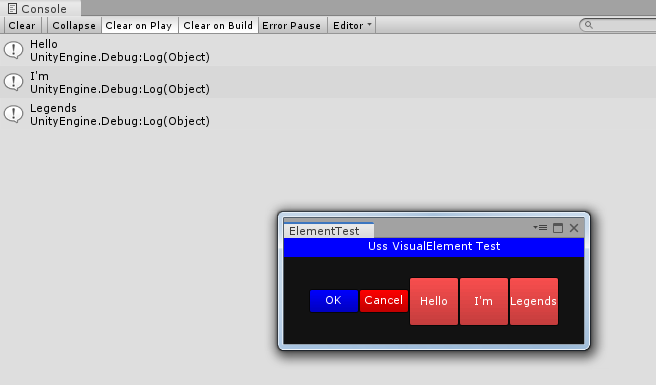 Console
Clear Collapse Clear on Play Clear on Build Error Pause Editor
Hello
UnityEngine.Debug:Log(Object)
I'm
UnityEngine.Debug:Log(Object)
Legends
UnityEngine.Debug:Log(Object)
ElementTest
Uss VisualElement Test
OK Cancel Hello I'm Legends